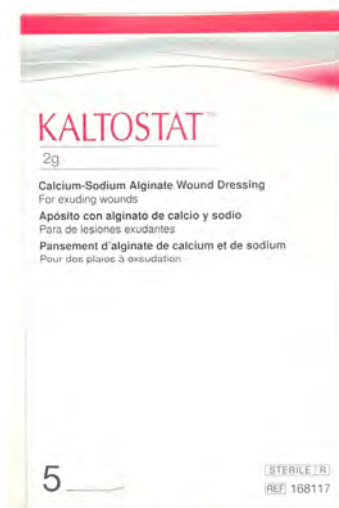 KALTOSTAT™
2g
Calcium-Sodium Alginate Wound Dressing
For exuding wounds
Apósito con alginato de calcio y sodio
Para de lesiones exudantes
Pansement d'alginate de calcium et de sodium
Pour des plaies à exsudation
5
STERILE R
REF 168117